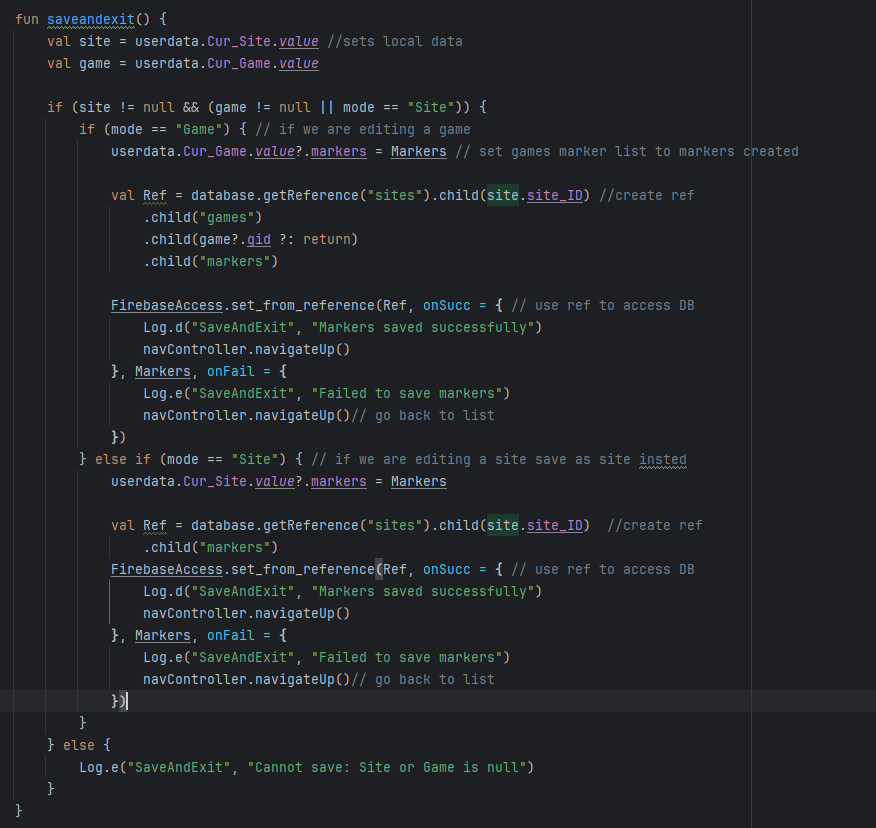 fun saveandexit() {
    val site = userdata.Cur_Site.value //sets local data
    val game = userdata.Cur_Game.value

    if (site != null && (game != null || mode == "Site")) {
        if (mode == "Game") { // if we are editing a game
            userdata.Cur_Game.value?.markers = Markers // set games marker list to markers created

            val Ref = database.getReference("sites").child(site.site_ID) //create ref
                .child("games")
                .child(game?.gid ?: return)
                .child("markers")

            FirebaseAccess.set_from_reference(Ref, onSucc = { // use ref to access DB
                Log.d("SaveAndExit", "Markers saved successfully")
                navController.navigateUp()
            }, Markers, onFail = {
                Log.e("SaveAndExit", "Failed to save markers")
                navController.navigateUp()// go back to list
            })
        } else if (mode == "Site") { // if we are editing a site save as site insted
            userdata.Cur_Site.value?.markers = Markers

            val Ref = database.getReference("sites").child(site.site_ID)  //create ref
                .child("markers")
            FirebaseAccess.set_from_reference(Ref, onSucc = { // use ref to access DB
                Log.d("SaveAndExit", "Markers saved successfully")
                navController.navigateUp()
            }, Markers, onFail = {
                Log.e("SaveAndExit", "Failed to save markers")
                navController.navigateUp()// go back to list
            })
        }
    } else {
        Log.e("SaveAndExit", "Cannot save: Site or Game is null")
    }
}